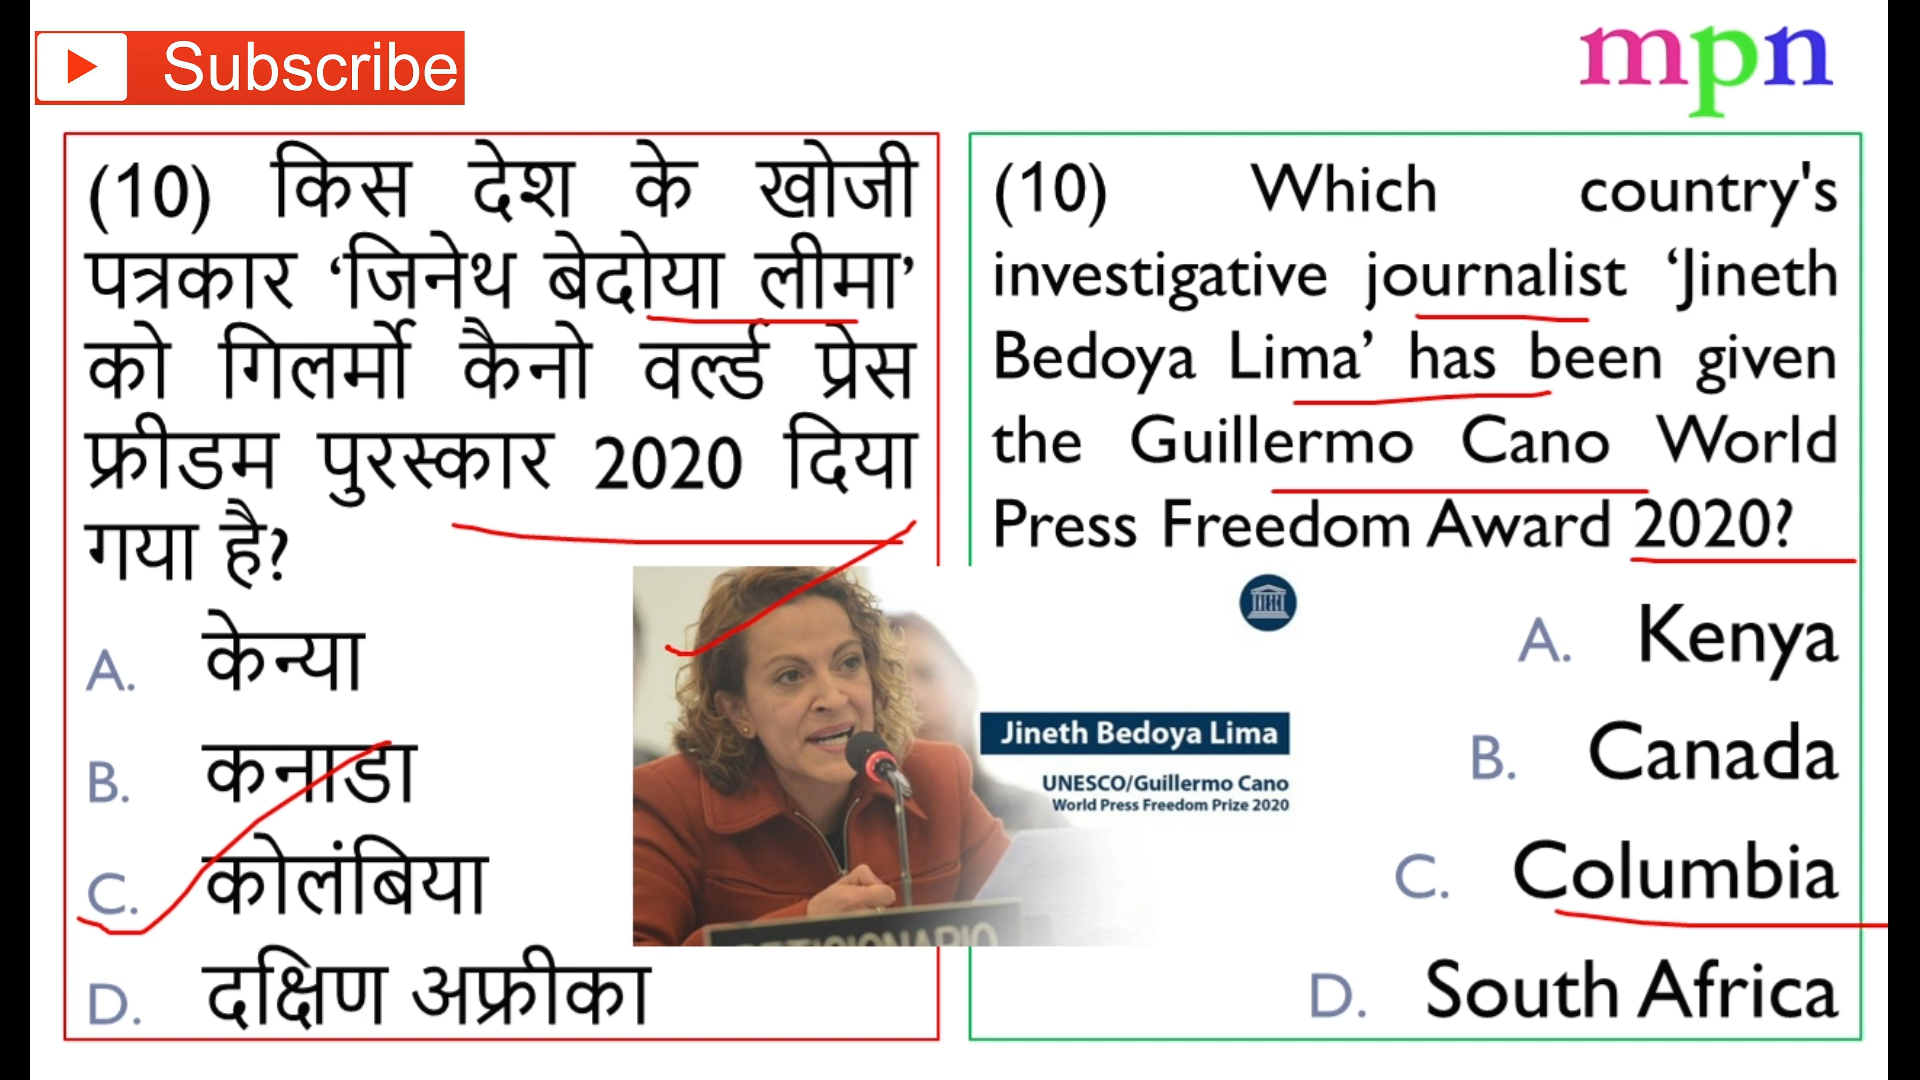 Subscribe
mpn
(10) किस देश के खोजी
पत्रकार ‘जिनेथ बेदोया लीमा’
को गिलर्मो कैनो वर्ल्ड प्रेस
फ्रीडम पुरस्कार 2020 दिया
गया है?
A. केन्या
B. कनाडा
C. कोलंबिया
D. दक्षिण अफ्रीका
(10) Which country's
investigative journalist ‘Jineth
Bedoya Lima’ has been given
the Guillermo Cano World
Press Freedom Award 2020?
A. Kenya
B. Canada
C. Columbia
D. South Africa
UNESCO
Jineth Bedoya Lima
UNESCO/Guillermo Cano
World Press Freedom Prize 2020